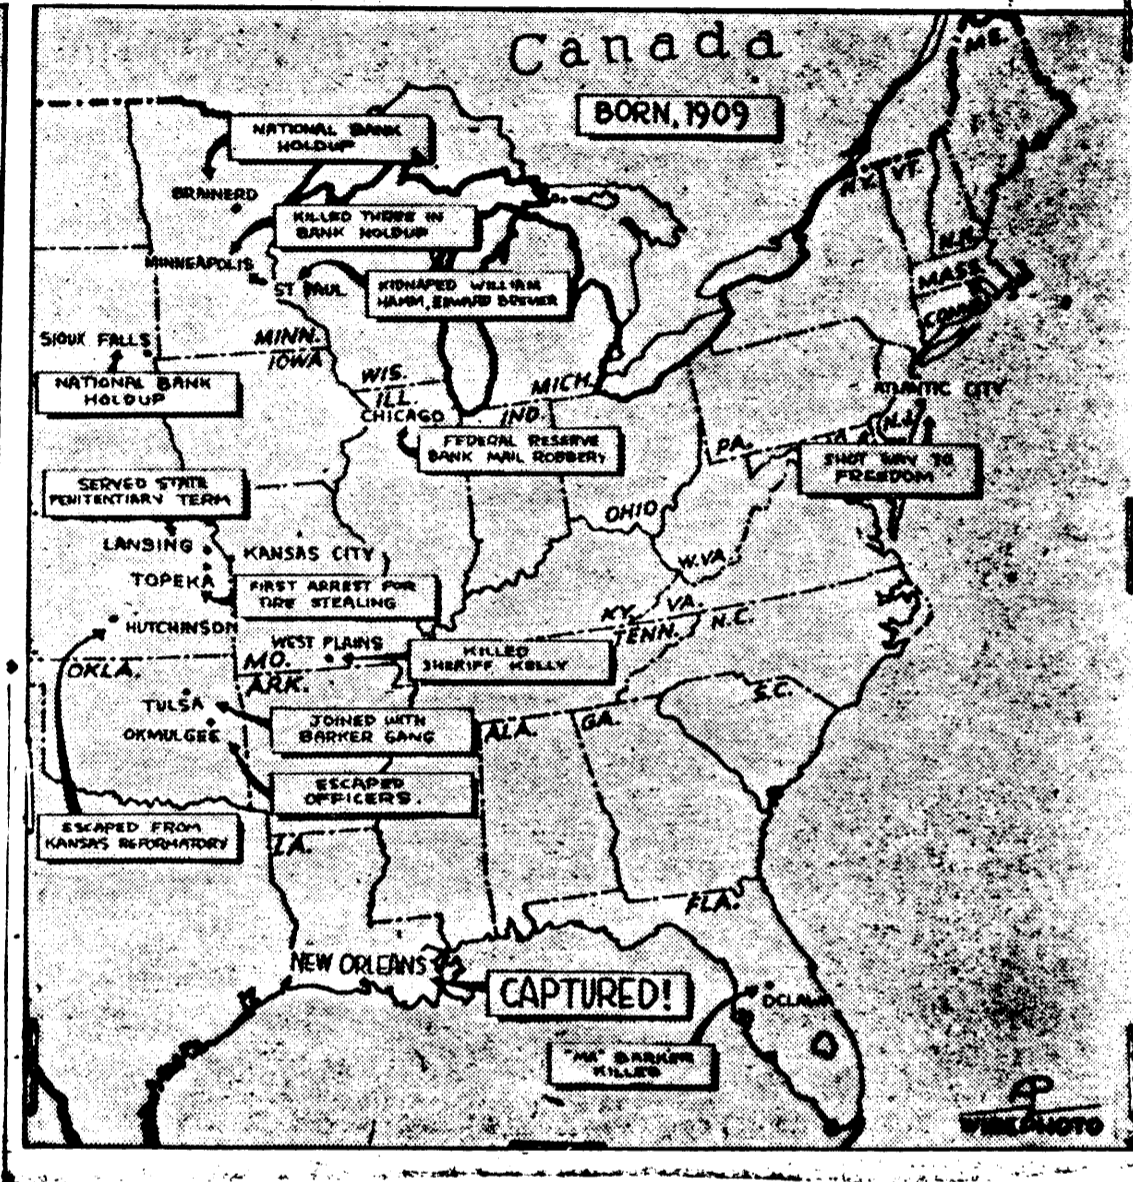 Canada
ME.
BORN, 1909
NATIONAL BANK
HOLDUP
BRAINERD
N.Y. VT.
KILLED THREE IN
BANK HOLDUP
N.H.
MINNEAPOLIS
MASS.
ST PAUL
KIDNAPED WILLIAM
HAMM, EDWARD BREMER
CONN.
SIOUX FALLS
MINN.
IOWA
NATIONAL BANK
HOLDUP
WIS.
ILL.
MICH.
IND.
CHICAGO
ATLANTIC CITY
N.J.
FEDERAL RESERVE
BANK MAIL ROBBERY
PA.
SHOT WAY TO
FREEDOM
SERVED STATE
PENITENTIARY TERM
OHIO
LANSING
KANSAS CITY
W.VA.
TOPEKA
FIRST ARREST FOR
TIRE STEALING
KY. VA.
TENN. N.C.
HUTCHINSON
WEST PLAINS
KILLED
SHERIFF KELLY
OKLA.
MO.
ARK.
S.C.
TULSA
JOINED WITH
BARKER GANG
ALA. GA.
OKMULGEE
ESCAPED
OFFICERS.
ESCAPED FROM
KANSAS REFORMATORY
LA.
FLA.
NEW ORLEANS
CAPTURED!
OCLAWA
"MA" BARKER
KILLED
AP
WIREPHOTO